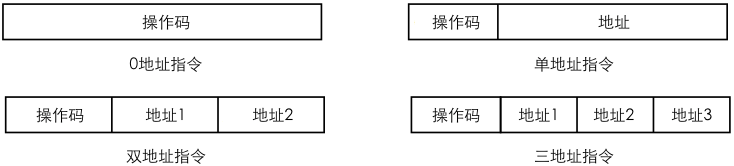 操作码
0地址指令
操作码 地址
单地址指令
操作码 地址1 地址2
双地址指令
操作码 地址1 地址2 地址3
三地址指令